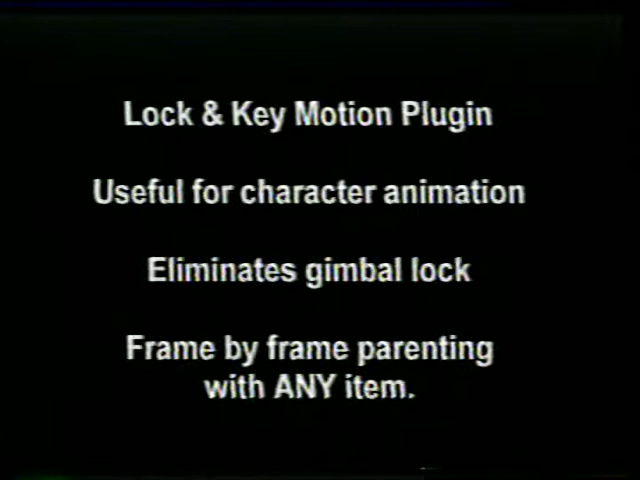 Lock & Key Motion Plugin
Useful for character animation
Eliminates gimbal lock
Frame by frame parenting
with ANY item.